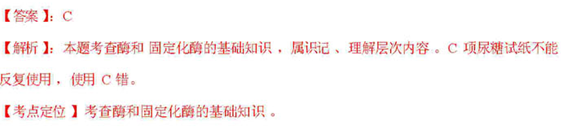 【答案】：C
【解析】：本题考查酶和 固定化酶的基础知识 ，属识记 、理解层次内容 。C 项尿糖试纸不能
反复使用 ，使用 C 错。
【考点定位 】考查酶和固定化酶的基础知识 。